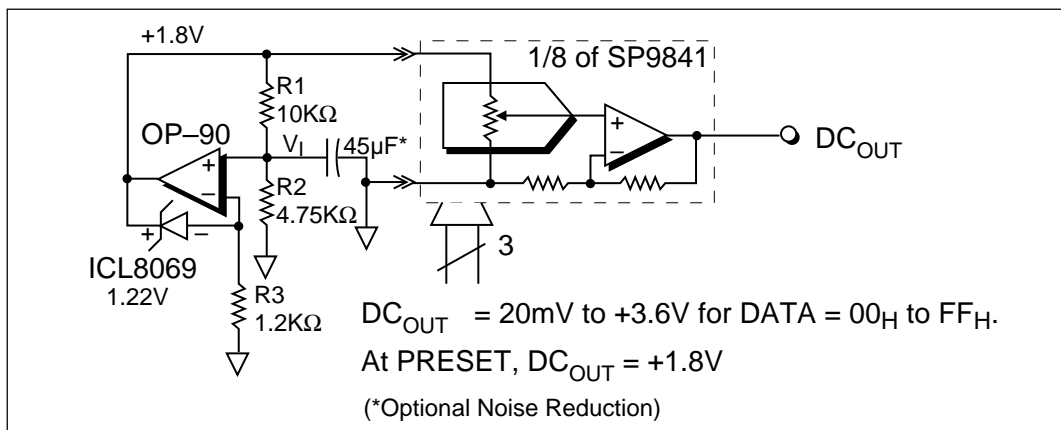 +1.8V
1/8 of SP9841
R1
10KΩ
OP–90
V_I
45µF*
+
–
R2
4.75KΩ
+
–
DC_OUT
+ –
ICL8069
1.22V
R3
1.2KΩ
3
DC_OUT = 20mV to +3.6V for DATA = 00_H to FF_H.
At PRESET, DC_OUT = +1.8V
(*Optional Noise Reduction)